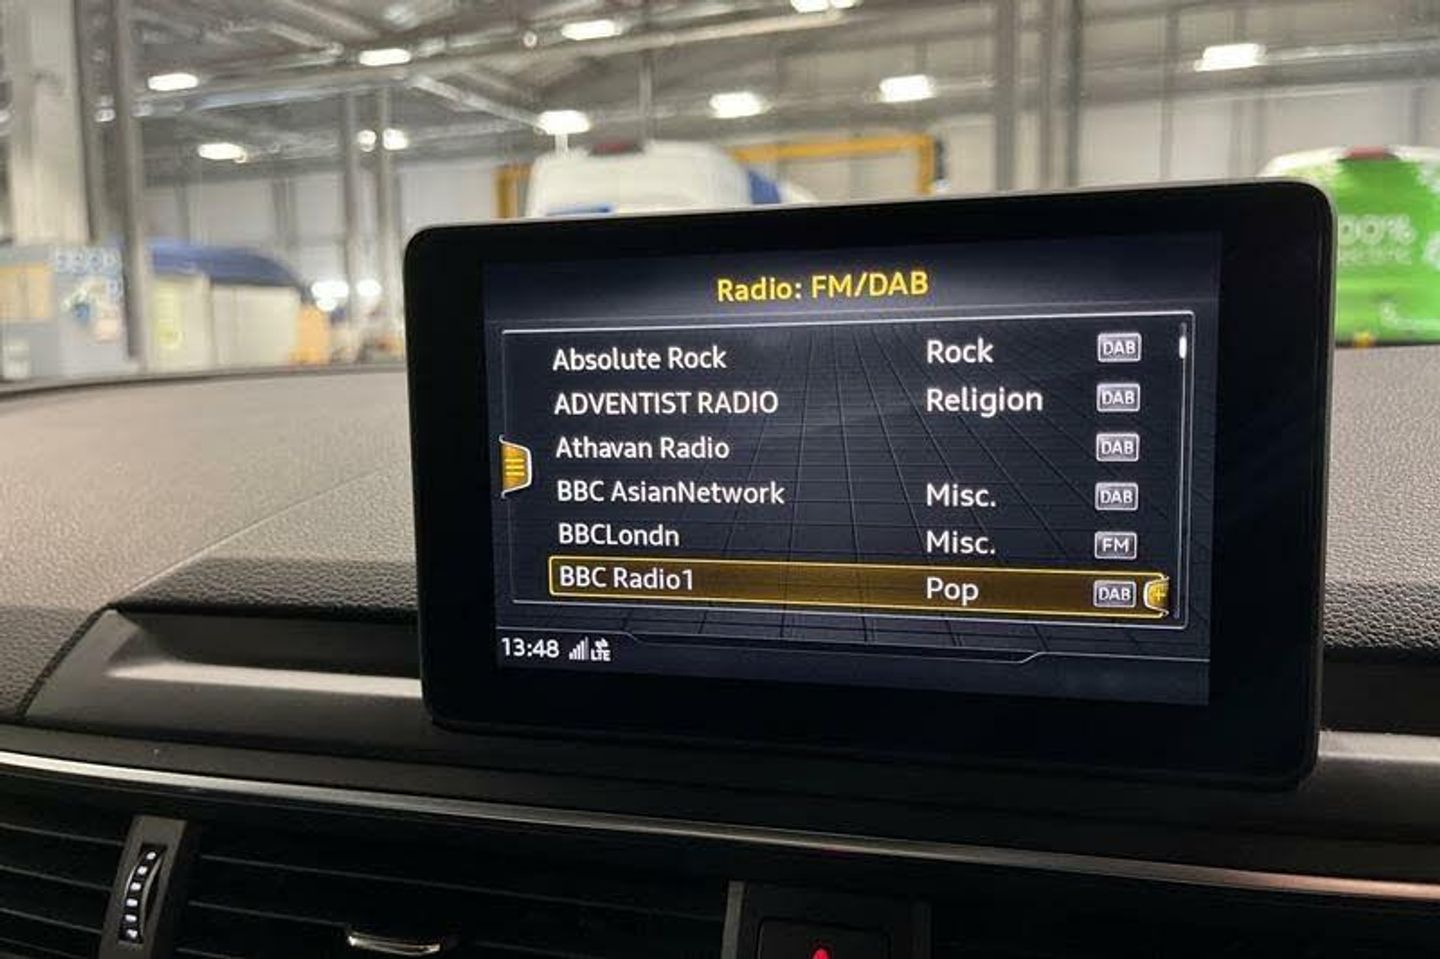 Radio: FM/DAB
Absolute Rock Rock DAB
ADVENTIST RADIO Religion DAB
Athavan Radio DAB
BBC AsianNetwork Misc. DAB
BBCLondn Misc. FM
BBC Radio1 Pop DAB
13:48 LTE